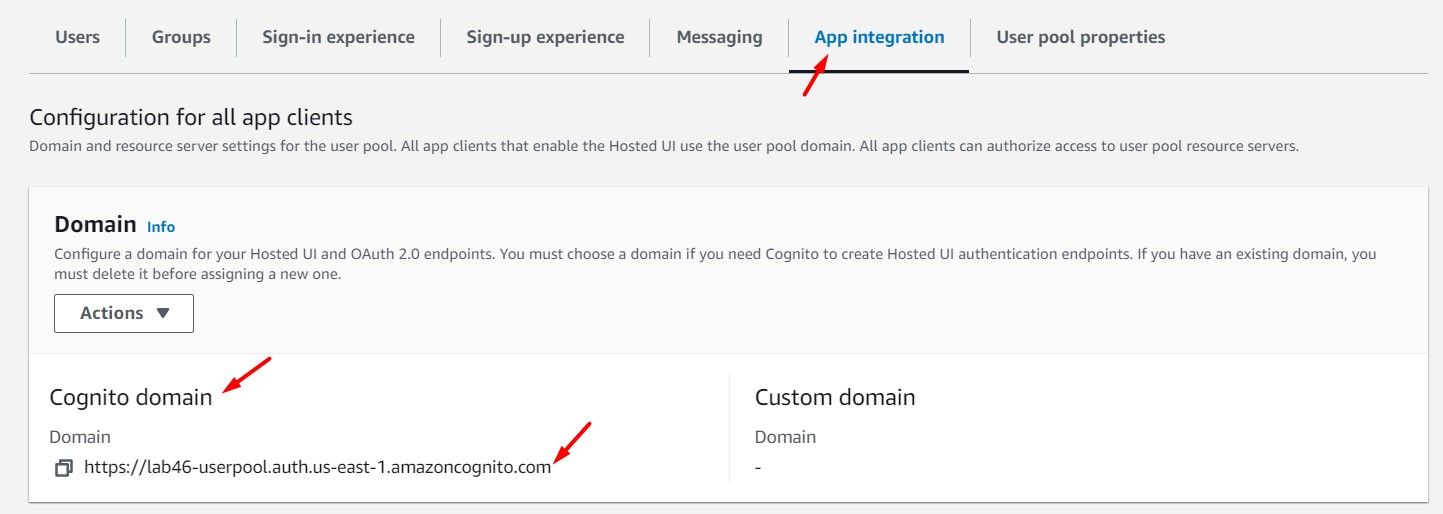 Users Groups Sign-in experience Sign-up experience Messaging App integration User pool properties
Configuration for all app clients
Domain and resource server settings for the user pool. All app clients that enable the Hosted UI use the user pool domain. All app clients can authorize access to user pool resource servers.
Domain Info
Configure a domain for your Hosted UI and OAuth 2.0 endpoints. You must choose a domain if you need Cognito to create Hosted UI authentication endpoints. If you have an existing domain, you
must delete it before assigning a new one.
Actions
Cognito domain
Domain
https://lab46-userpool.auth.us-east-1.amazoncognito.com
Custom domain
Domain
-